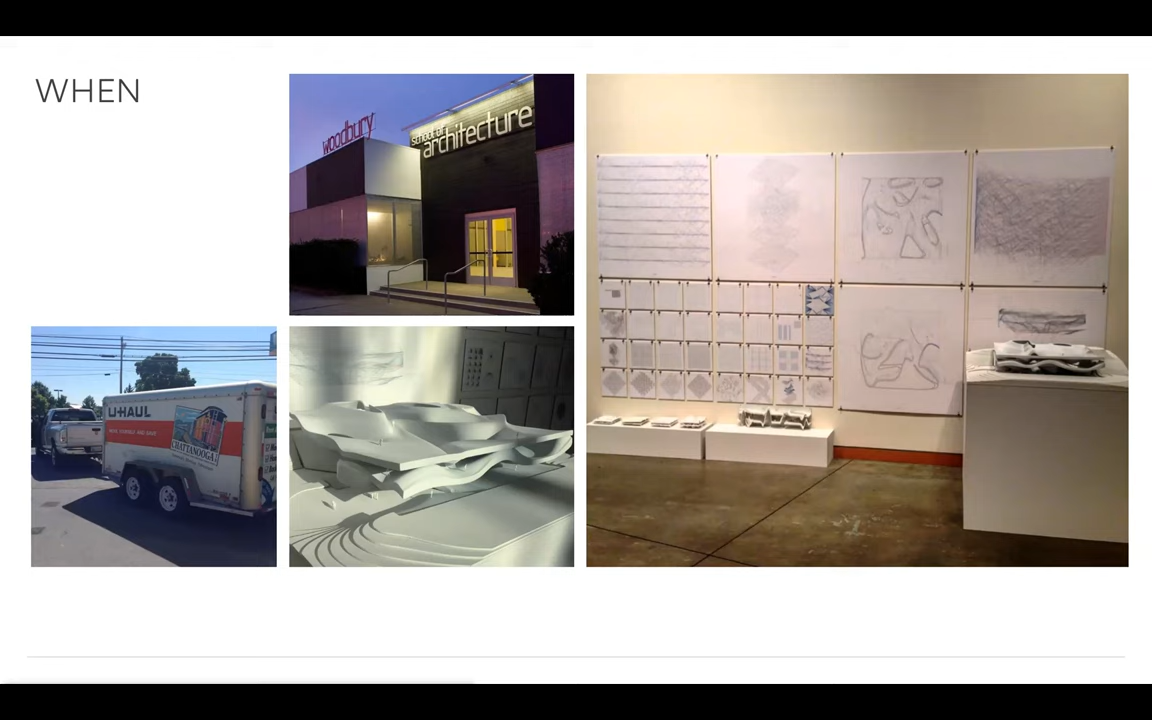 WHEN
woodbury
school of
architecture
U-HAUL
CHATTANOOGA